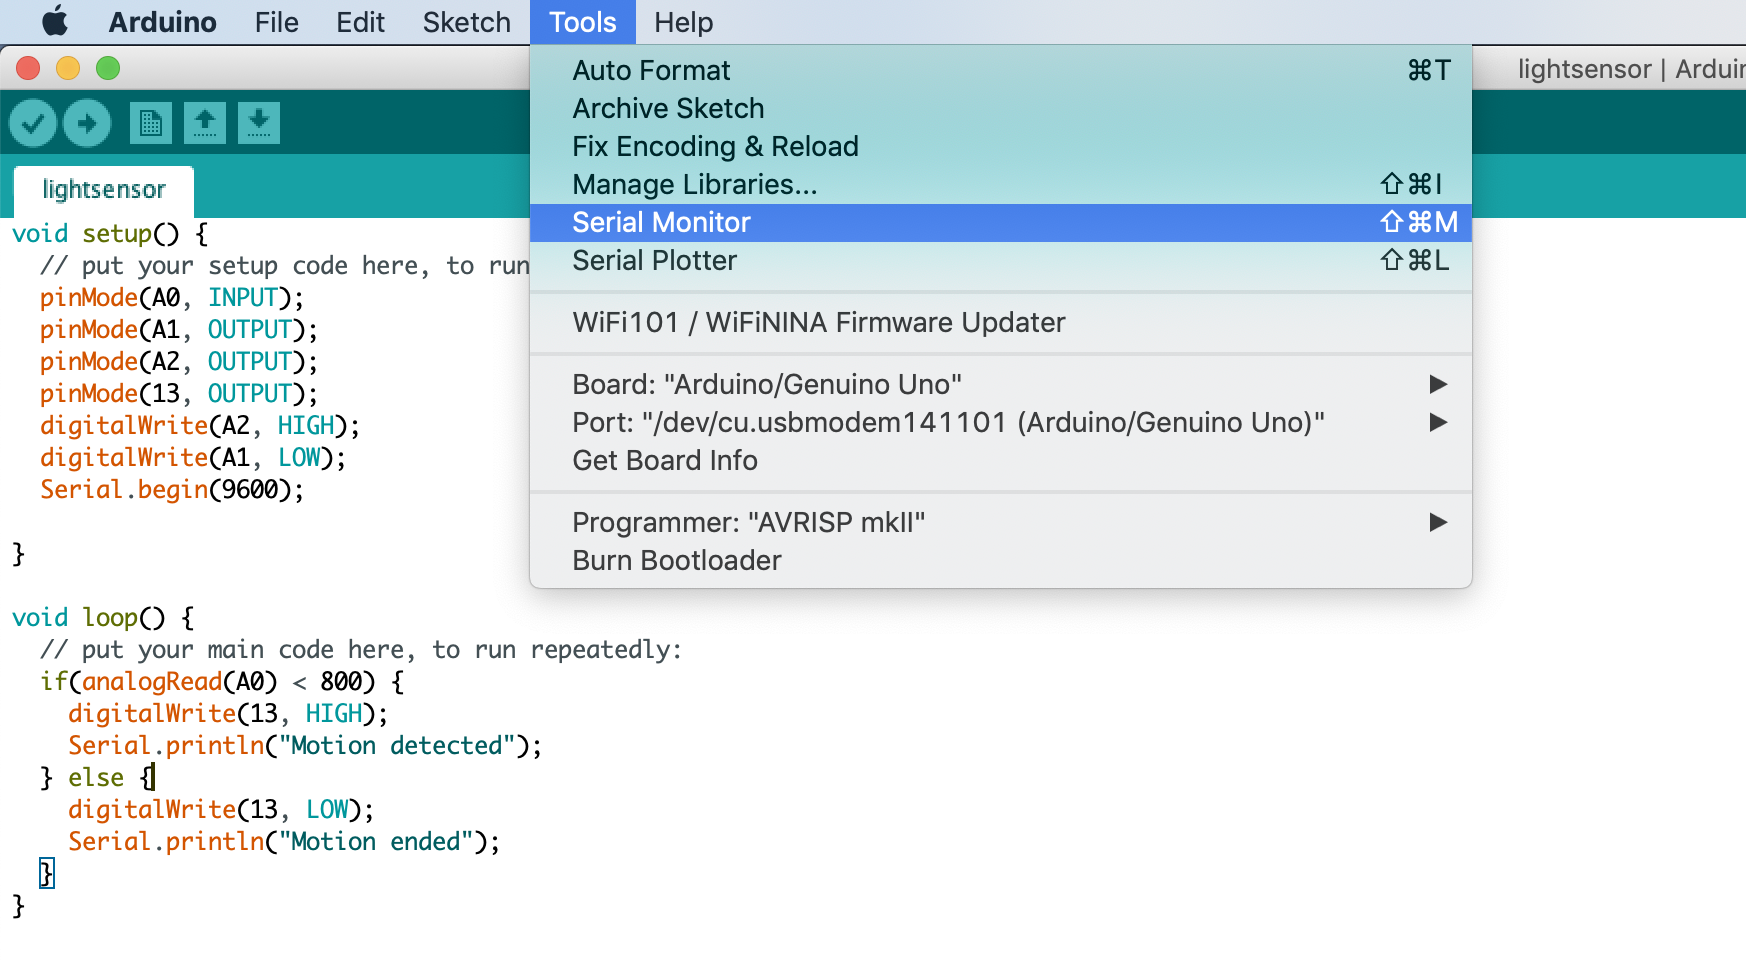 Arduino File Edit Sketch Tools Help
lightsensor | Arduin
Auto Format ⌘T
Archive Sketch
Fix Encoding & Reload
Manage Libraries... ⇧⌘I
Serial Monitor ⇧⌘M
Serial Plotter ⇧⌘L
WiFi101 / WiFiNINA Firmware Updater
Board: "Arduino/Genuino Uno"
Port: "/dev/cu.usbmodem141101 (Arduino/Genuino Uno)"
Get Board Info
Programmer: "AVRISP mkII"
Burn Bootloader
lightsensor
void setup() {
// put your setup code here, to run
pinMode(A0, INPUT);
pinMode(A1, OUTPUT);
pinMode(A2, OUTPUT);
pinMode(13, OUTPUT);
digitalWrite(A2, HIGH);
digitalWrite(A1, LOW);
Serial.begin(9600);
}
void loop() {
// put your main code here, to run repeatedly:
if(analogRead(A0) < 800) {
digitalWrite(13, HIGH);
Serial.println("Motion detected");
} else {
digitalWrite(13, LOW);
Serial.println("Motion ended");
}
}